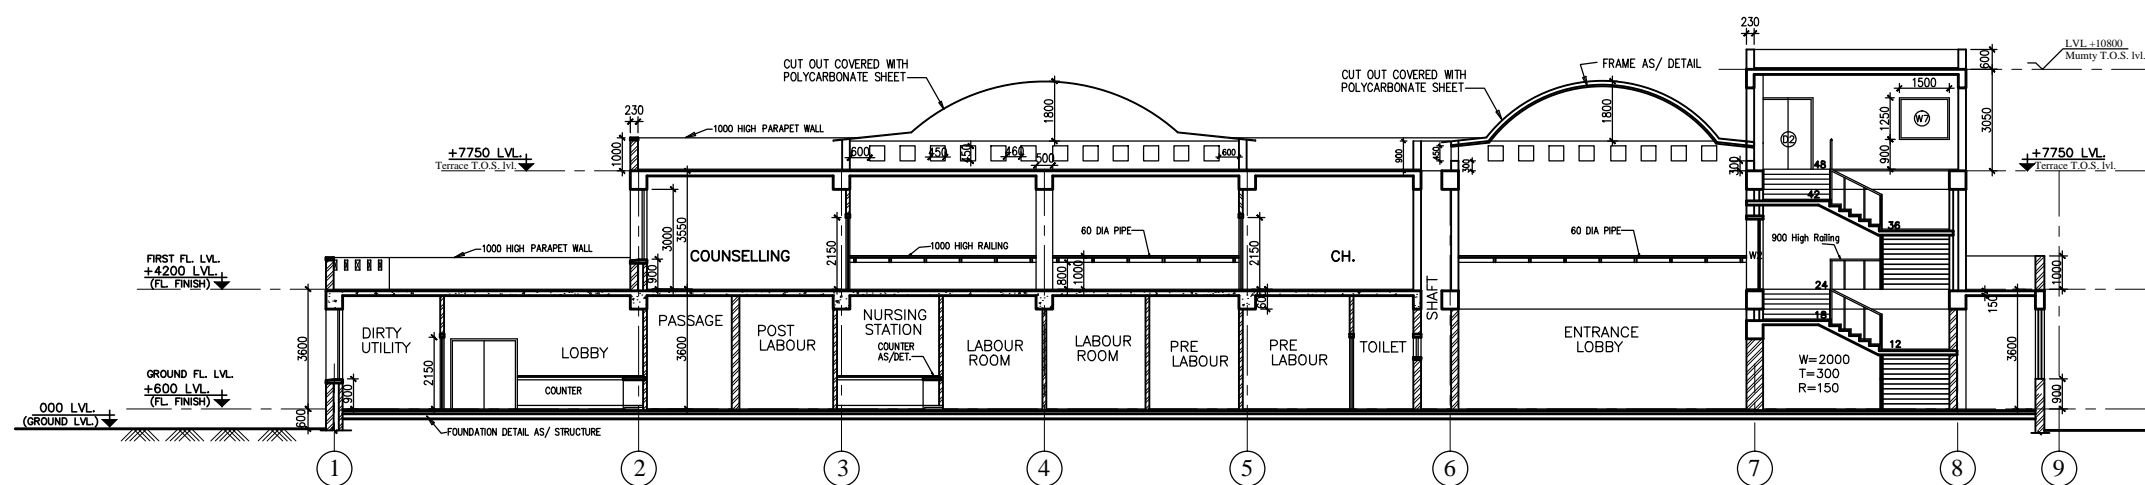 230
LVL +10800
Mumty T.O.S. lvl.
600
CUT OUT COVERED WITH
POLYCARBONATE SHEET
FRAME AS/ DETAIL
CUT OUT COVERED WITH
POLYCARBONATE SHEET
1800
1800
1500
1250
W7
D2
3050
900
230
1000 HIGH PARAPET WALL
1000
+7750 LVL.
Terrace T.O.S. lvl.
600
450
450
460
500
600
900
450
300
300
+7750 LVL.
Terrace T.O.S. lvl.
48
42
36
1000 HIGH PARAPET WALL
3000
3550
900
COUNSELLING
2150
1000 HIGH RAILING
60 DIA PIPE
800
1000
2150
CH.
SHAFT
60 DIA PIPE
W2
900 High Railing
1000
FIRST FL. LVL.
+4200 LVL.
(FL. FINISH)
24
18
12
150
600
DIRTY
UTILITY
LOBBY
PASSAGE
POST
LABOUR
NURSING
STATION
COUNTER
AS/DET.
LABOUR
ROOM
LABOUR
ROOM
PRE
LABOUR
PRE
LABOUR
TOILET
ENTRANCE
LOBBY
W=2000
T=300
R=150
3600
2150
900
3600
3600
900
COUNTER
GROUND FL. LVL.
+600 LVL.
(FL. FINISH)
000 LVL.
(GROUND LVL.)
600
FOUNDATION DETAIL AS/ STRUCTURE
1 2 3 4 5 6 7 8 9